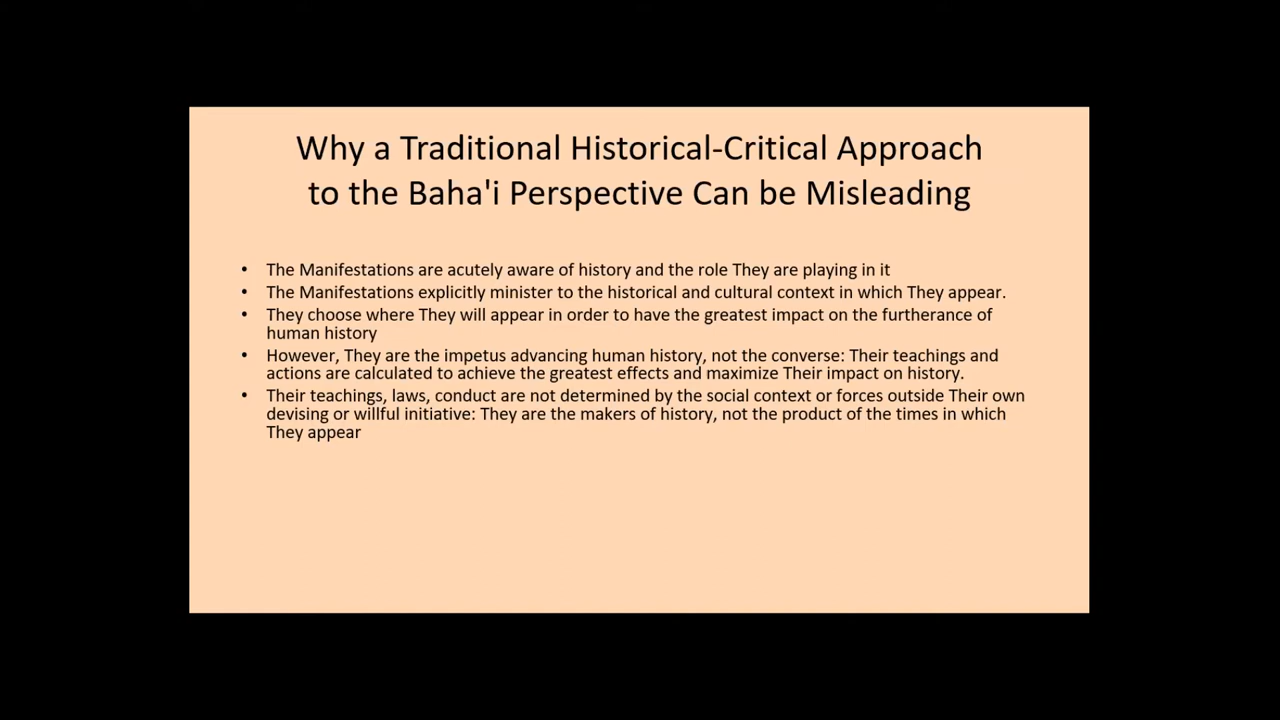 Why a Traditional Historical-Critical Approach
to the Baha'i Perspective Can be Misleading
• The Manifestations are acutely aware of history and the role They are playing in it
• The Manifestations explicitly minister to the historical and cultural context in which They appear.
• They choose where They will appear in order to have the greatest impact on the furtherance of
human history
• However, They are the impetus advancing human history, not the converse: Their teachings and
actions are calculated to achieve the greatest effects and maximize Their impact on history.
• Their teachings, laws, conduct are not determined by the social context or forces outside Their own
devising or willful initiative: They are the makers of history, not the product of the times in which
They appear